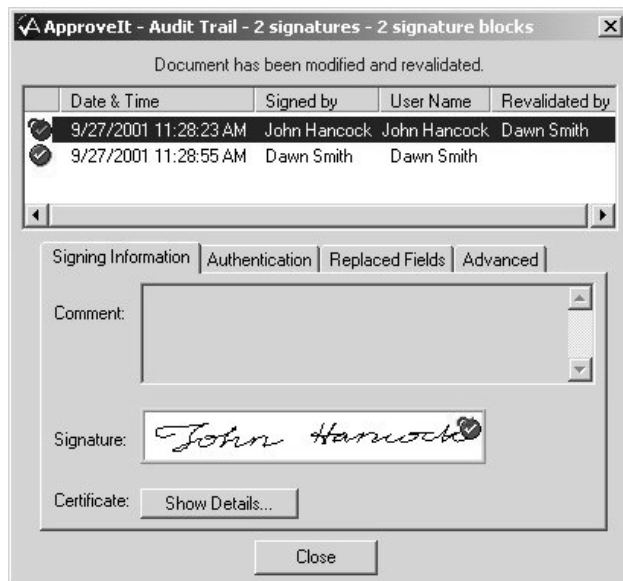 ApproveIt - Audit Trail - 2 signatures - 2 signature blocks
Document has been modified and revalidated.
Date & Time Signed by User Name Revalidated by
9/27/2001 11:28:23 AM John Hancock John Hancock Dawn Smith
9/27/2001 11:28:55 AM Dawn Smith Dawn Smith
Signing Information Authentication Replaced Fields Advanced
Comment:
Signature: John Hancock
Certificate: Show Details...
Close